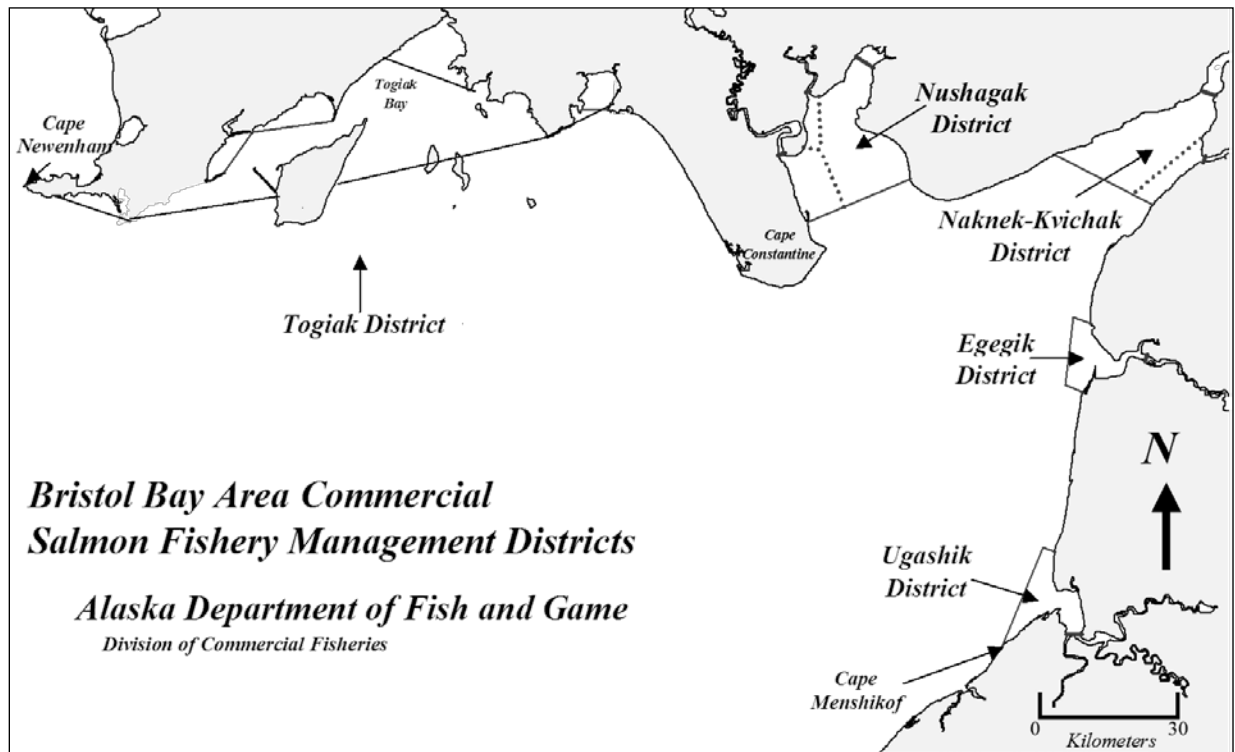 Togiak
Bay
Cape
Newenham
Nushagak
District
Naknek-Kvichak
District
Cape
Constantine
Togiak District
Egegik
District
N
Bristol Bay Area Commercial
Salmon Fishery Management Districts
Ugashik
District
Alaska Department of Fish and Game
Division of Commercial Fisheries
Cape
Menshikof
0
30
Kilometers